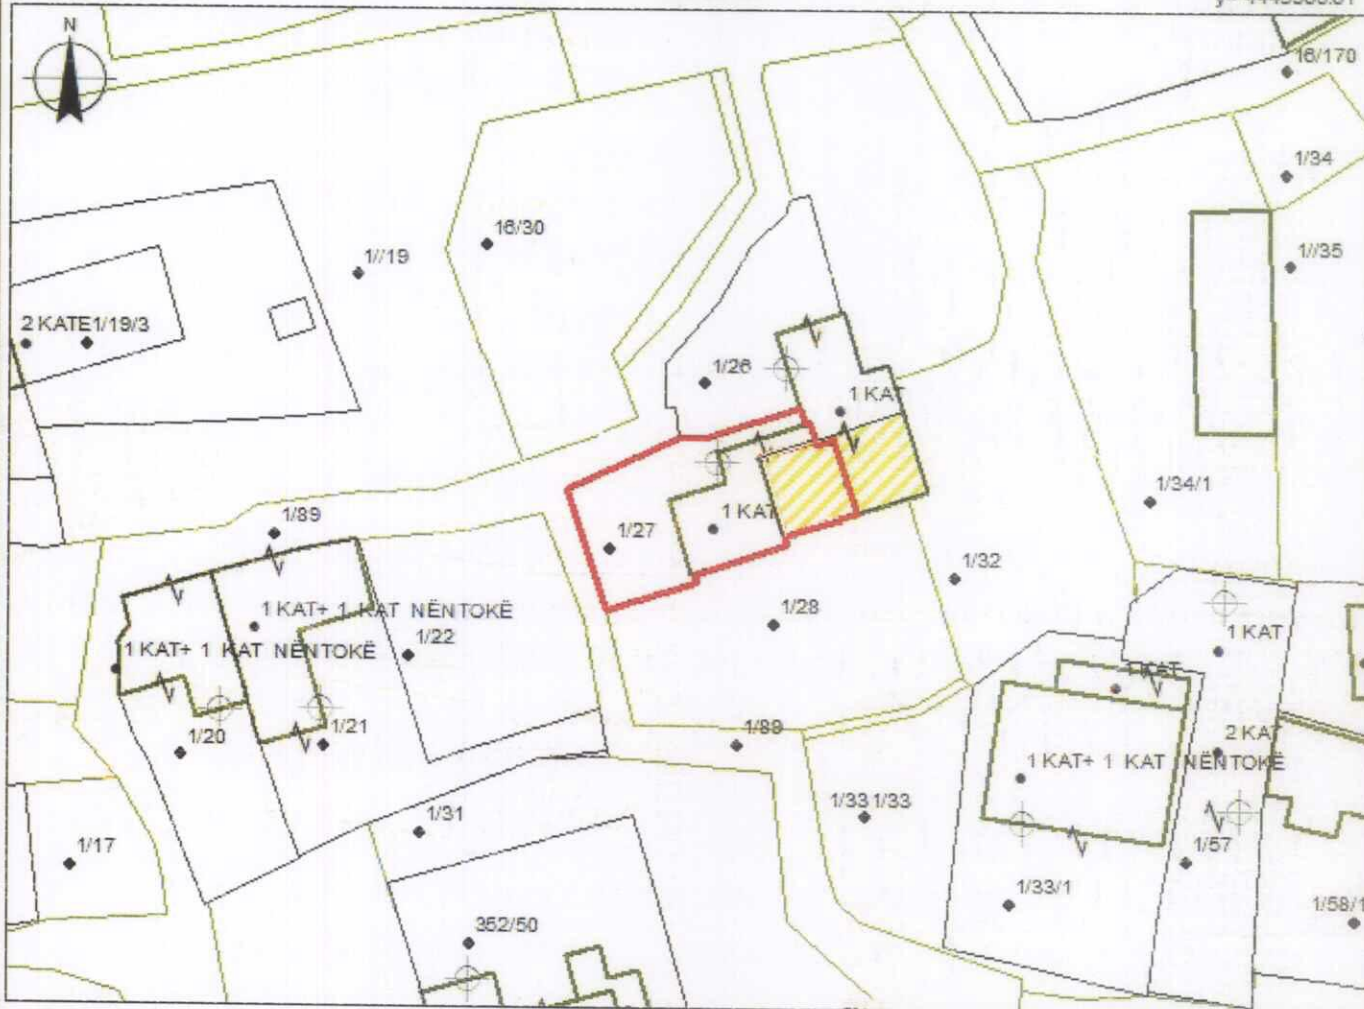 N
16/170
1/34
16/30
1//19
1//35
2 KATE1/19/3
1/26
1 KAT
1/34/1
1/89
1 KAT
1/27
1/32
1 KAT+ 1 KAT NËNTOKË
1/28
1/22
1 KAT+ 1 KAT NËNTOKË
1 KAT
1 KAT
1/20
1/21
1/89
2 KAT
1 KAT+ 1 KAT NËNTOKË
1/33 1/33
1/31
1/17
1/57
1/33/1
1/58/1
352/50